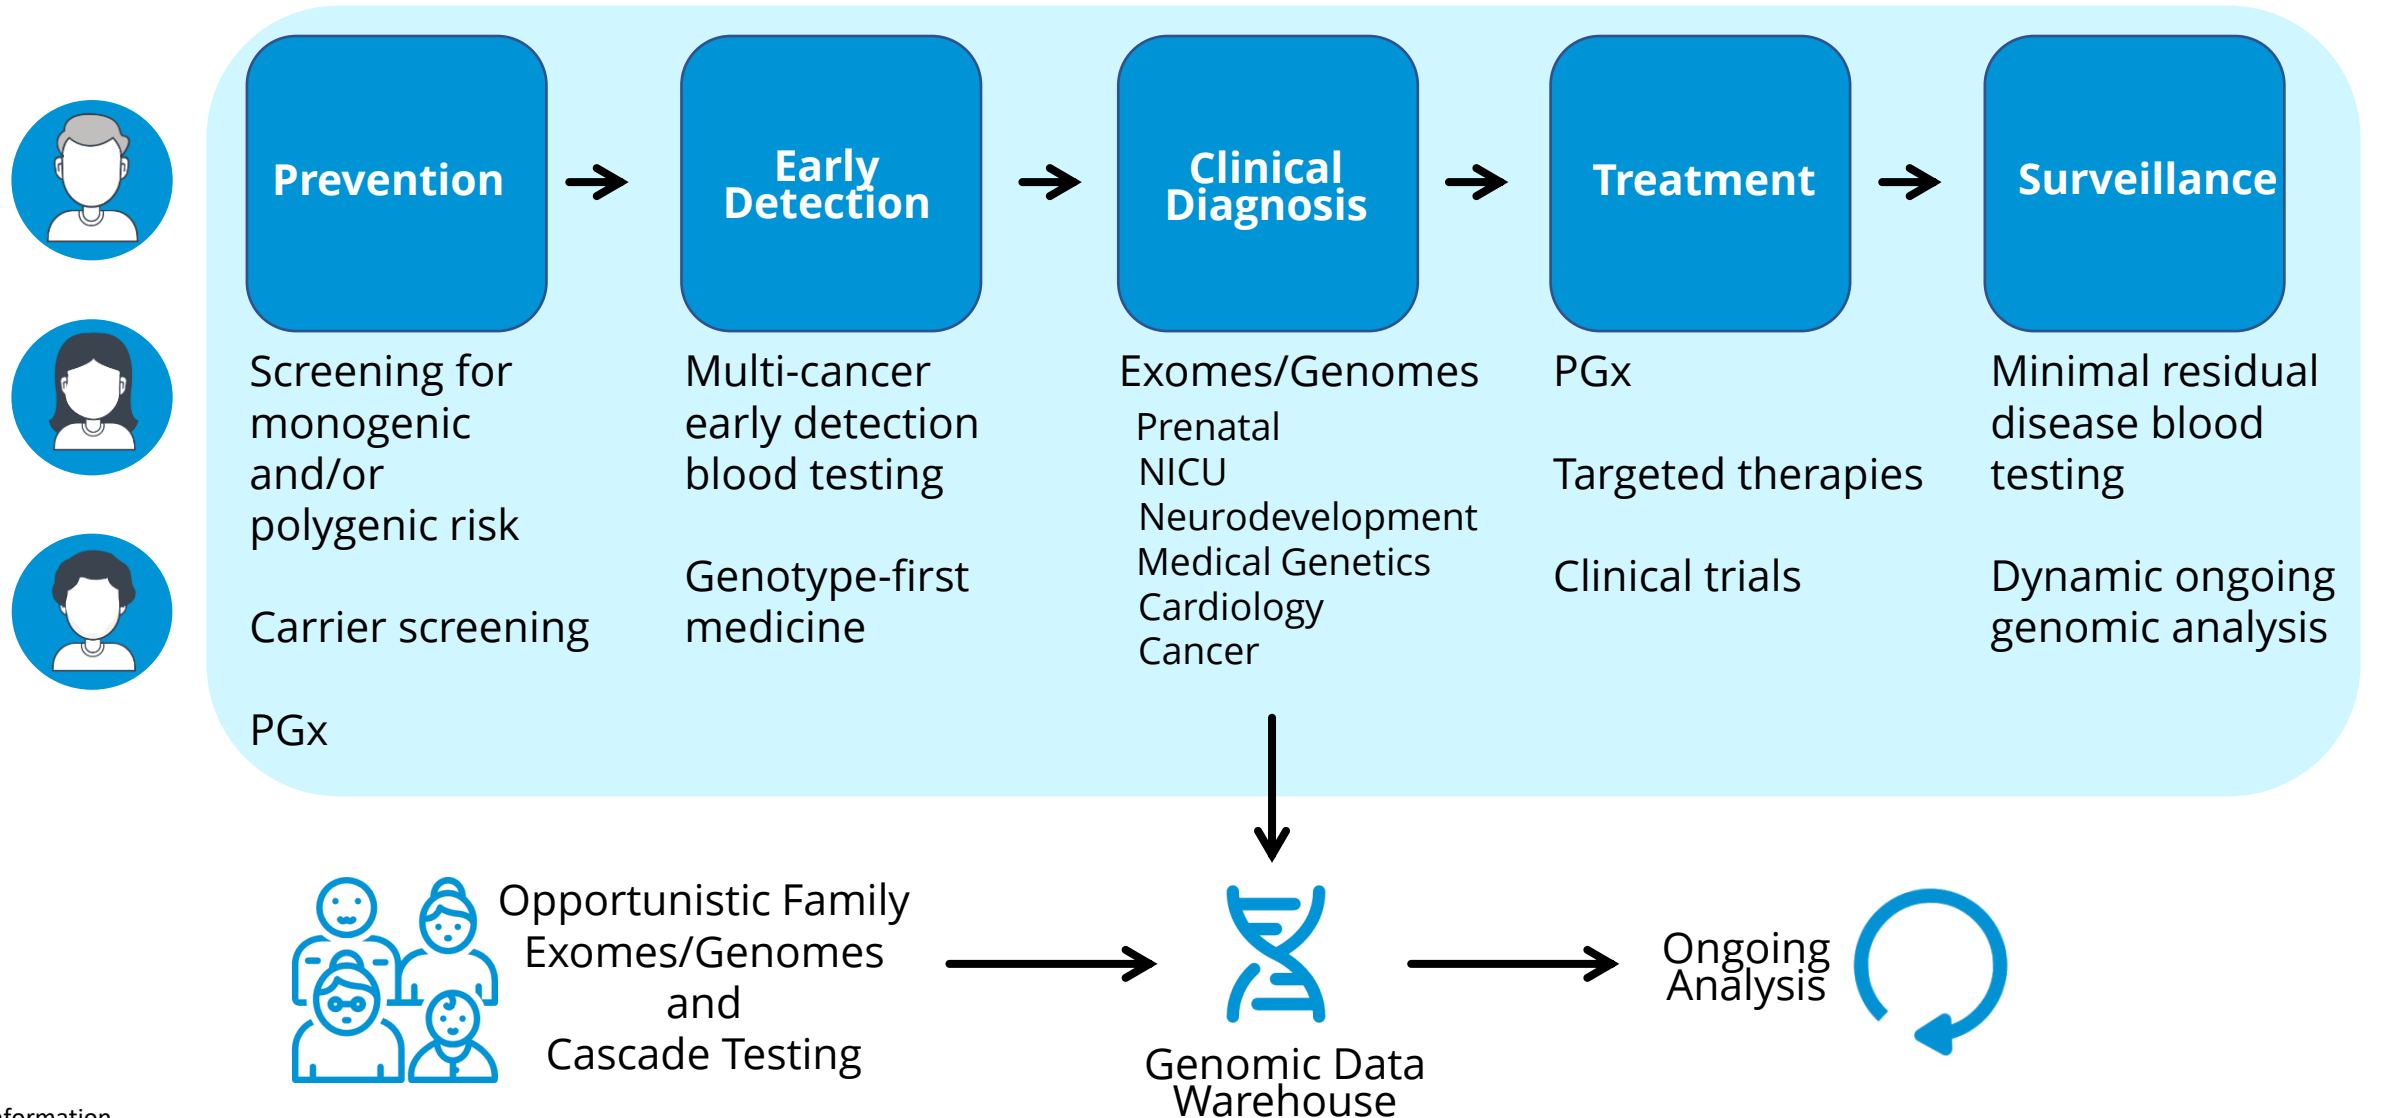 Prevention
Early
Detection
Clinical
Diagnosis
Treatment
Surveillance
Screening for
monogenic
and/or
polygenic risk
Carrier screening
PGx
Multi-cancer
early detection
blood testing
Genotype-first
medicine
Exomes/Genomes
Prenatal
NICU
Neurodevelopment
Medical Genetics
Cardiology
Cancer
PGx
Targeted therapies
Clinical trials
Minimal residual
disease blood
testing
Dynamic ongoing
genomic analysis
Opportunistic Family
Exomes/Genomes
and
Cascade Testing
Genomic Data
Warehouse
Ongoing
Analysis